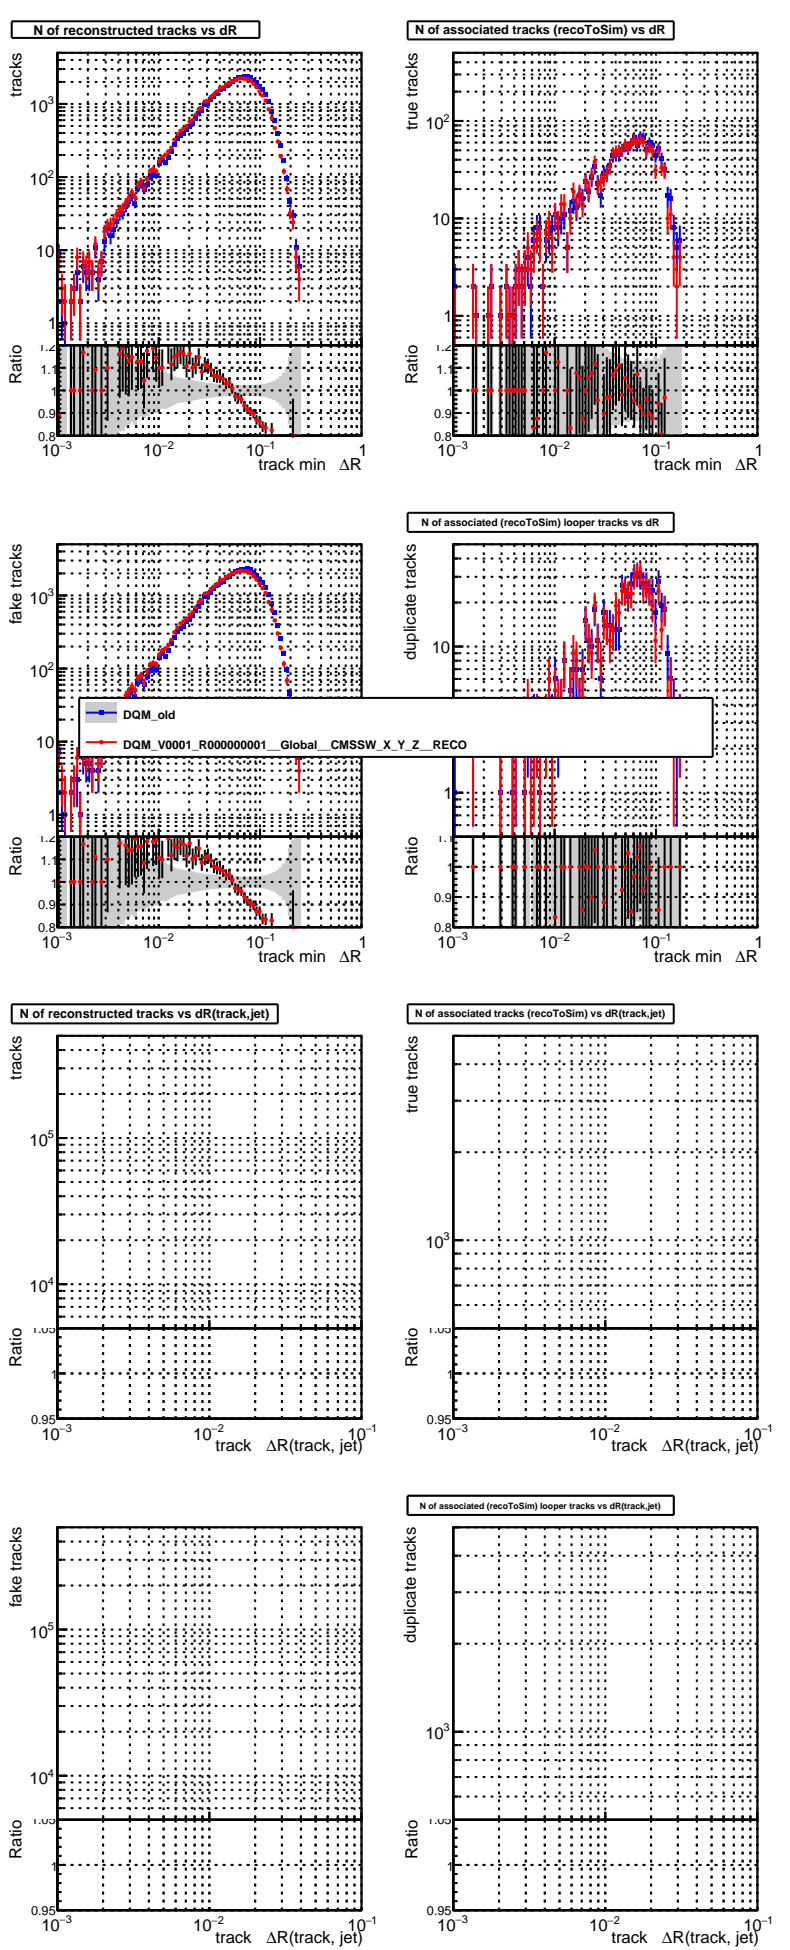 N of reconstructed tracks vs dR
tracks
10³
10²
10
1
Ratio
1.2
1.1
1
0.9
0.8
10⁻³
10⁻²
10⁻¹
1
track min ΔR
N of associated tracks (recoToSim) vs dR
true tracks
10²
10
1
Ratio
1.2
1.1
1
0.9
0.8
10⁻³
10⁻²
10⁻¹
1
track min ΔR
fake tracks
10³
10²
10
1
Ratio
1.2
1.1
1
0.9
0.8
10⁻³
10⁻²
10⁻¹
1
track min ΔR
N of associated (recoToSim) looper tracks vs dR
duplicate tracks
10
1
Ratio
1.1
1
0.9
0.8
10⁻³
10⁻²
10⁻¹
1
track min ΔR
DQM_old
DQM_V0001_R000000001__Global__CMSSW_X_Y_Z__RECO
N of reconstructed tracks vs dR(track,jet)
tracks
10⁵
10⁴
Ratio
1.05
1
0.95
10⁻³
10⁻²
10⁻¹
track ΔR(track, jet)
N of associated tracks (recoToSim) vs dR(track,jet)
true tracks
10³
Ratio
1.05
1
0.95
10⁻³
10⁻²
10⁻¹
track ΔR(track, jet)
fake tracks
10⁵
10⁴
Ratio
1.05
1
0.95
10⁻³
10⁻²
10⁻¹
track ΔR(track, jet)
N of associated (recoToSim) looper tracks vs dR(track,jet)
duplicate tracks
10³
Ratio
1.05
1
0.95
10⁻³
10⁻²
10⁻¹
track ΔR(track, jet)